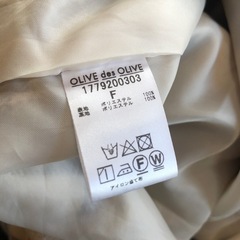 OLIVE des OLIVE
1779200303
F
表地 ポリエステル 100%
裏地 ポリエステル 100%
F W
アイロン当て布